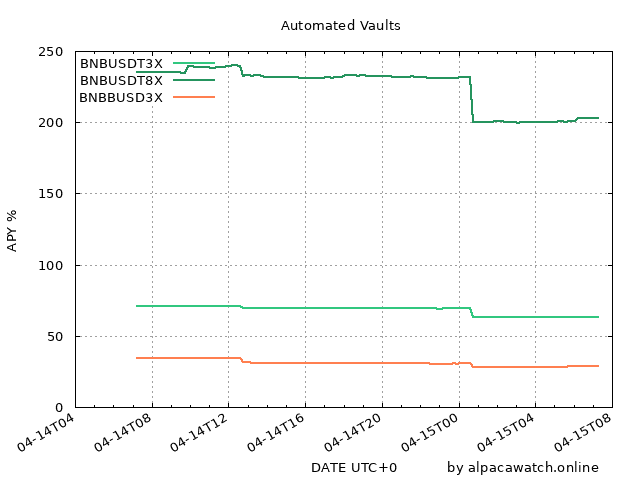 Automated Vaults
250
200
150
100
50
0
APY %
BNBUSDT3X
BNBUSDT8X
BNBBUSD3X
04-14T04
04-14T08
04-14T12
04-14T16
04-14T20
04-15T00
04-15T04
04-15T08
DATE UTC+0
by alpacawatch.online